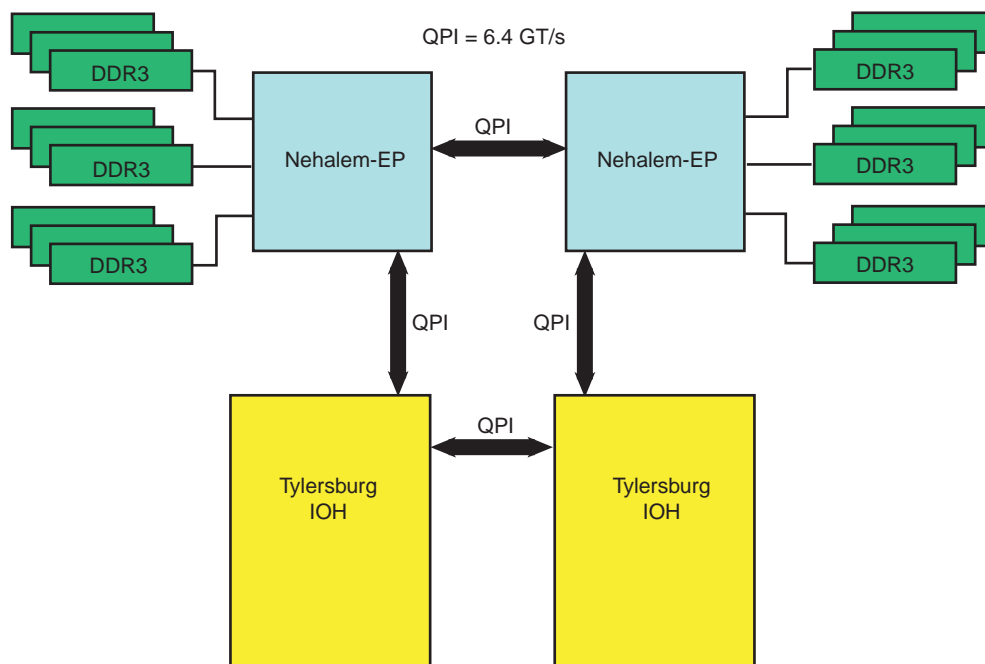 QPI = 6.4 GT/s
DDR3
DDR3
QPI
Nehalem-EP
Nehalem-EP
DDR3
DDR3
DDR3
DDR3
QPI
QPI
QPI
Tylersburg
IOH
Tylersburg
IOH